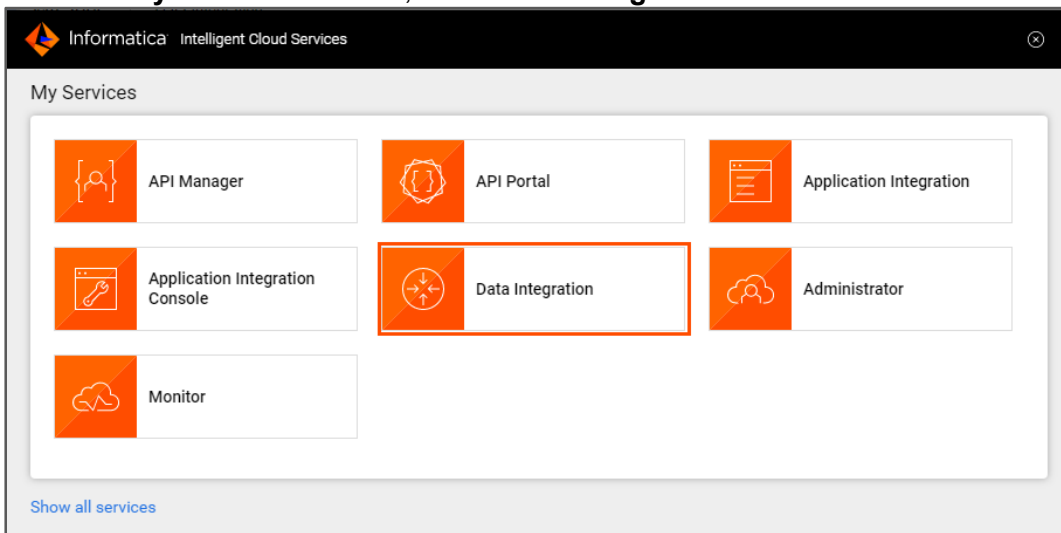 Informatica Intelligent Cloud Services
My Services
API Manager
API Portal
Application Integration
Application Integration
Console
Data Integration
Administrator
Monitor
Show all services